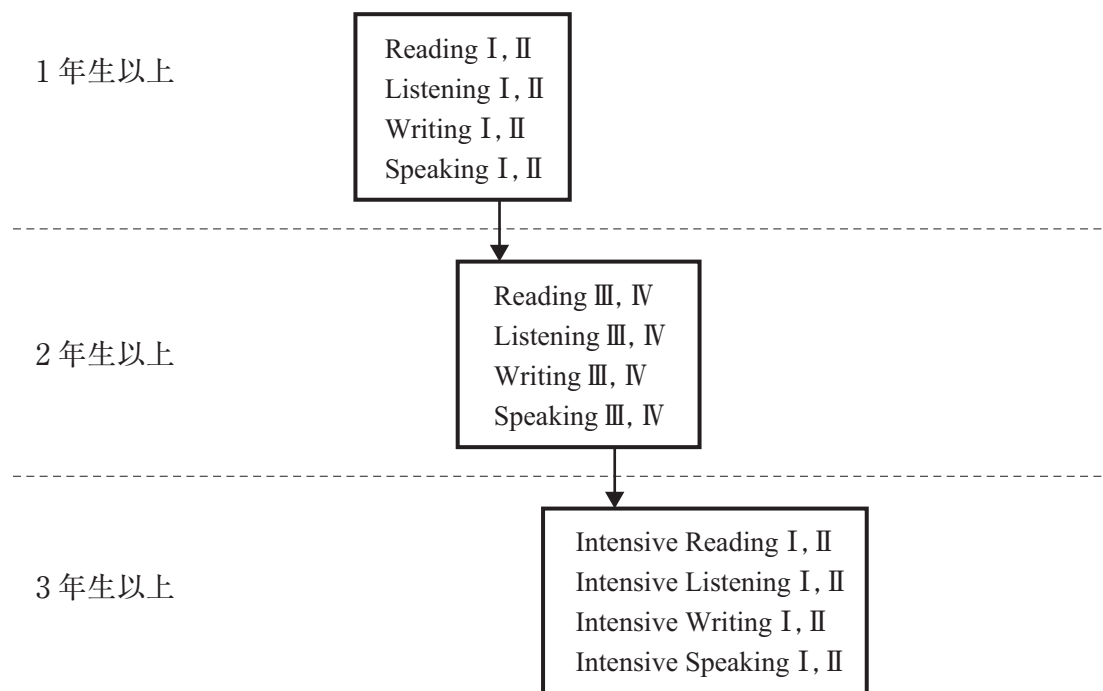 1年生以上
Reading Ⅰ, Ⅱ
Listening Ⅰ, Ⅱ
Writing Ⅰ, Ⅱ
Speaking Ⅰ, Ⅱ
2年生以上
Reading Ⅲ, Ⅳ
Listening Ⅲ, Ⅳ
Writing Ⅲ, Ⅳ
Speaking Ⅲ, Ⅳ
3年生以上
Intensive Reading Ⅰ, Ⅱ
Intensive Listening Ⅰ, Ⅱ
Intensive Writing Ⅰ, Ⅱ
Intensive Speaking Ⅰ, Ⅱ